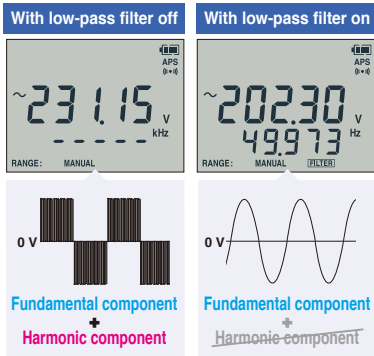 With low-pass filter off
APS
~231.15 V
----- kHz
RANGE: MANUAL
0 V
Fundamental component
+
Harmonic component
With low-pass filter on
APS
~202.30 V
49.973 Hz
RANGE: MANUAL FILTER
0 V
Fundamental component
+
Harmonic component